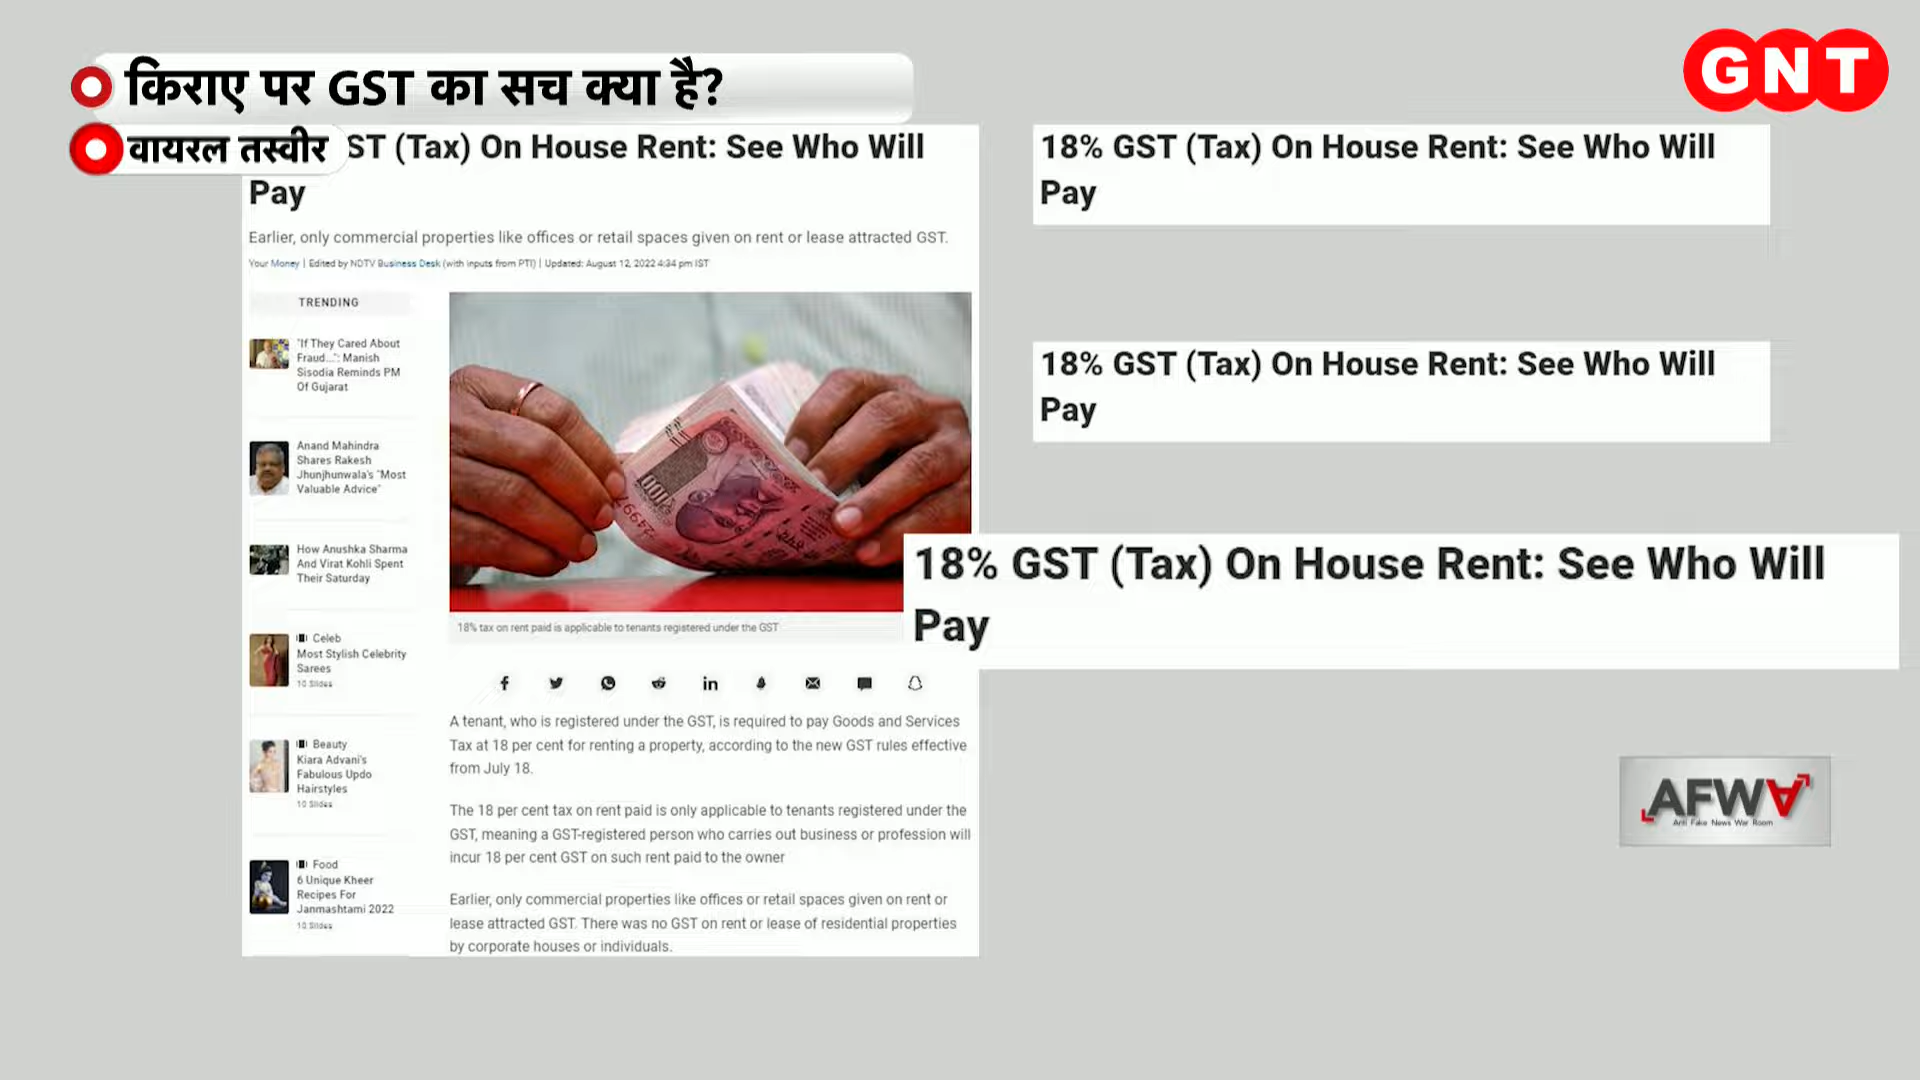 किराए पर GST का सच क्या है?
GNT
वायरल तस्वीर
ST (Tax) On House Rent: See Who Will
Pay
Earlier, only commercial properties like offices or retail spaces given on rent or lease attracted GST.
Your Money | Edited by NDTV Business Desk (with inputs from PTI) | Updated: August 12, 2022 4:34 pm IST
TRENDING
"If They Cared About
Fraud...": Manish
Sisodia Reminds PM
Of Gujarat
Anand Mahindra
Shares Rakesh
Jhunjhunwala's "Most
Valuable Advice"
How Anushka Sharma
And Virat Kohli Spent
Their Saturday
Celeb
Most Stylish Celebrity
Sarees
10 Slides
Beauty
Kiara Advani's
Fabulous Updo
Hairstyles
10 Slides
Food
6 Unique Kheer
Recipes For
Janmashtami 2022
10 Slides
18% tax on rent paid is applicable to tenants registered under the GST
A tenant, who is registered under the GST, is required to pay Goods and Services
Tax at 18 per cent for renting a property, according to the new GST rules effective
from July 18.
The 18 per cent tax on rent paid is only applicable to tenants registered under the
GST, meaning a GST-registered person who carries out business or profession will
incur 18 per cent GST on such rent paid to the owner
Earlier, only commercial properties like offices or retail spaces given on rent or
lease attracted GST. There was no GST on rent or lease of residential properties
by corporate houses or individuals.
18% GST (Tax) On House Rent: See Who Will
Pay
18% GST (Tax) On House Rent: See Who Will
Pay
18% GST (Tax) On House Rent: See Who Will
Pay
AFWA
Anti Fake News War Room